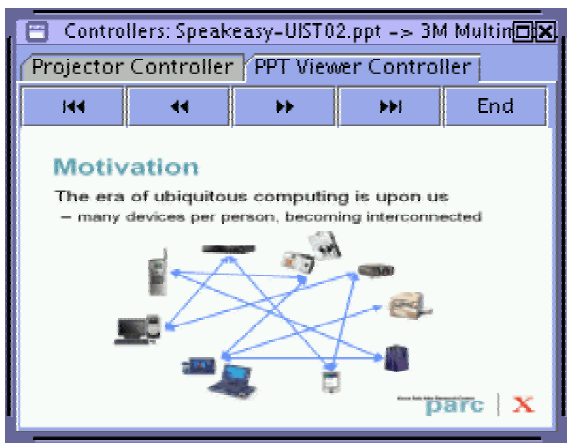 Controllers: Speakeasy-UIST02.ppt -> 3M Multim
Projector Controller PPT Viewer Controller
End
Motivation
The era of ubiquitous computing is upon us
– many devices per person, becoming interconnected
parc | X